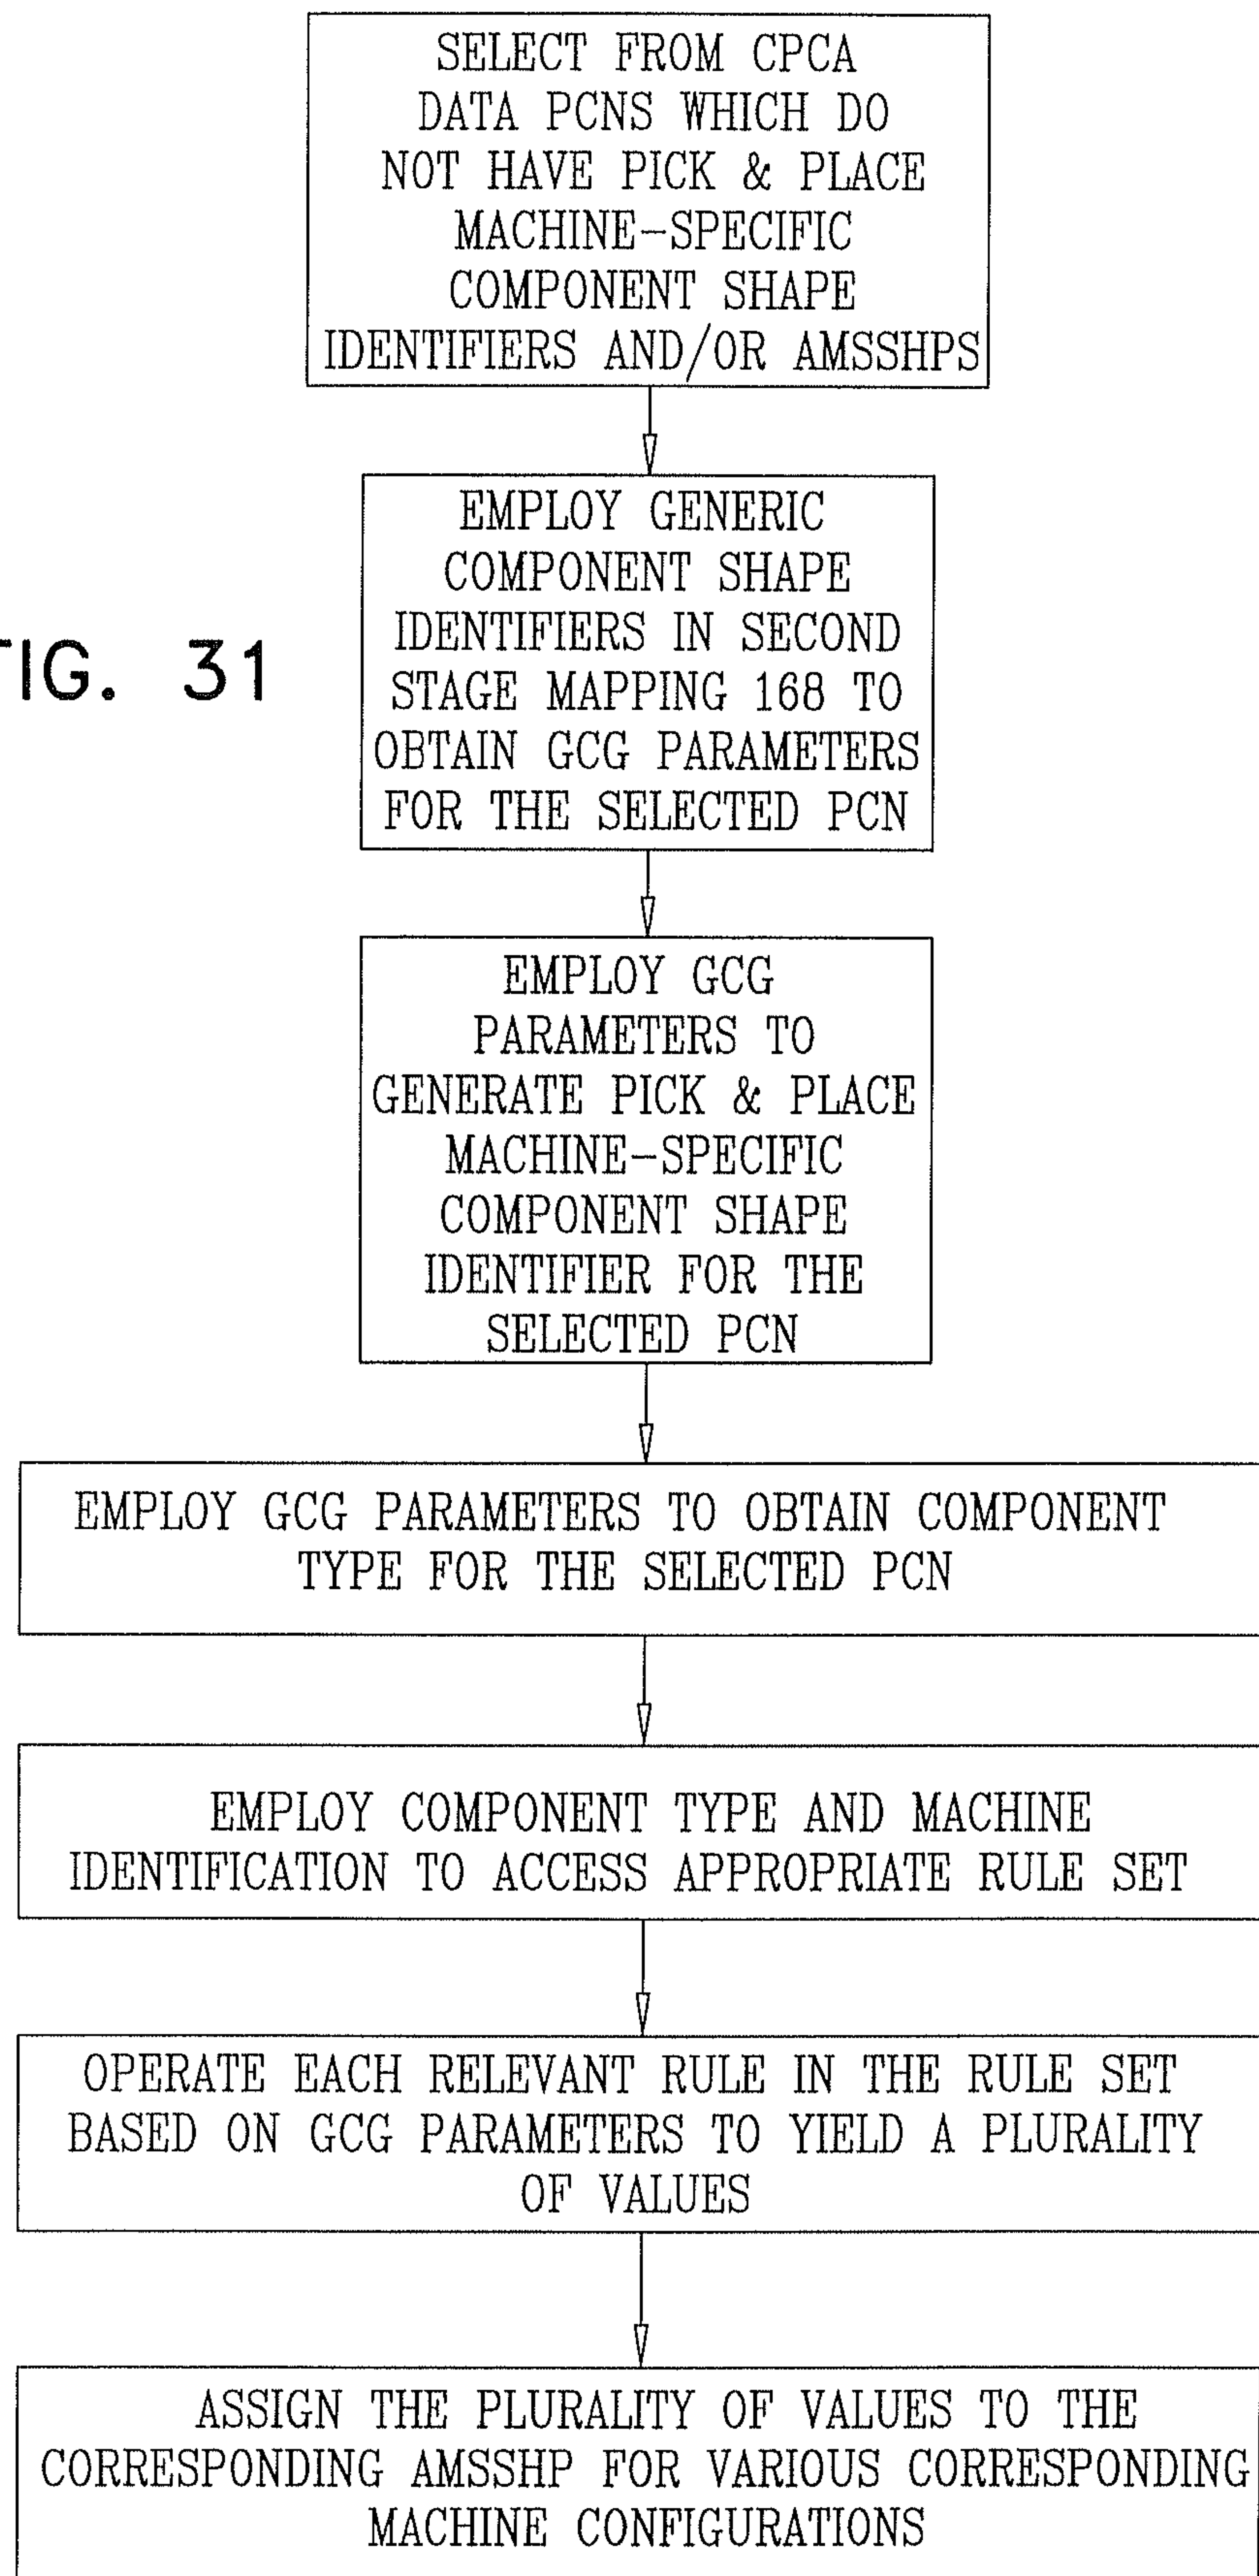 SELECT FROM CPCA
DATA PCNS WHICH DO
NOT HAVE PICK & PLACE
MACHINE-SPECIFIC
COMPONENT SHAPE
IDENTIFIERS AND/OR AMSSHPS
EMPLOY GENERIC
COMPONENT SHAPE
IDENTIFIERS IN SECOND
STAGE MAPPING 168 TO
OBTAIN GCG PARAMETERS
FOR THE SELECTED PCN
FIG. 31
EMPLOY GCG
PARAMETERS TO
GENERATE PICK & PLACE
MACHINE-SPECIFIC
COMPONENT SHAPE
IDENTIFIER FOR THE
SELECTED PCN
EMPLOY GCG PARAMETERS TO OBTAIN COMPONENT
TYPE FOR THE SELECTED PCN
EMPLOY COMPONENT TYPE AND MACHINE
IDENTIFICATION TO ACCESS APPROPRIATE RULE SET
OPERATE EACH RELEVANT RULE IN THE RULE SET
BASED ON GCG PARAMETERS TO YIELD A PLURALITY
OF VALUES
ASSIGN THE PLURALITY OF VALUES TO THE
CORRESPONDING AMSSHP FOR VARIOUS CORRESPONDING
MACHINE CONFIGURATIONS